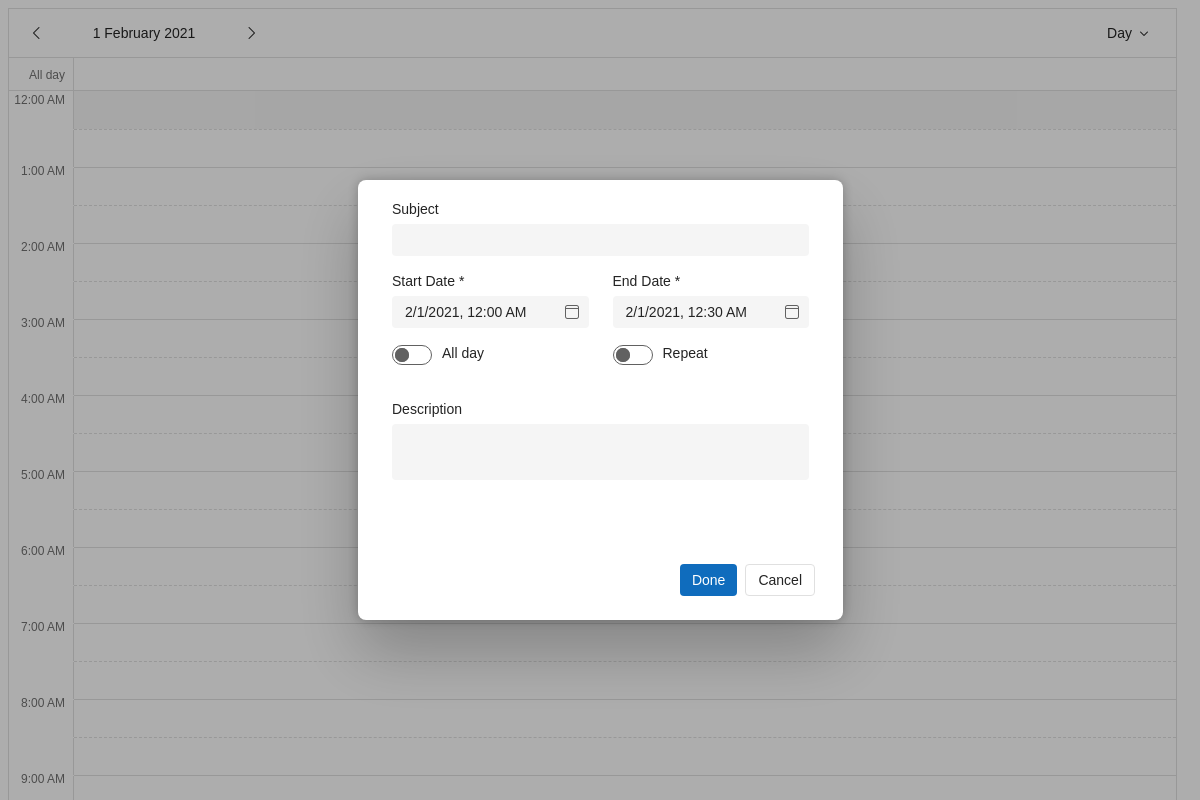 1 February 2021
Day
All day
12:00 AM
1:00 AM
2:00 AM
3:00 AM
4:00 AM
5:00 AM
6:00 AM
7:00 AM
8:00 AM
9:00 AM
Subject
Start Date * End Date *
2/1/2021, 12:00 AM 2/1/2021, 12:30 AM
All day Repeat
Description
Done Cancel